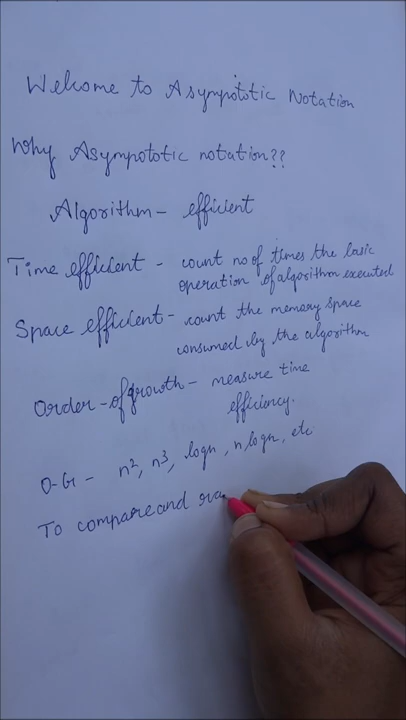 Welcome to Asympototic Notation
Why Asympototic notation??
Algorithm - efficient
Time efficient - count no of times the basic
operation of algorithm executed
Space efficient - count the memory space
consumed by the algorithm
Order-of growth - measure time
efficiency.
O-G - n², n³, logn, n logn, etc
To compare and ra